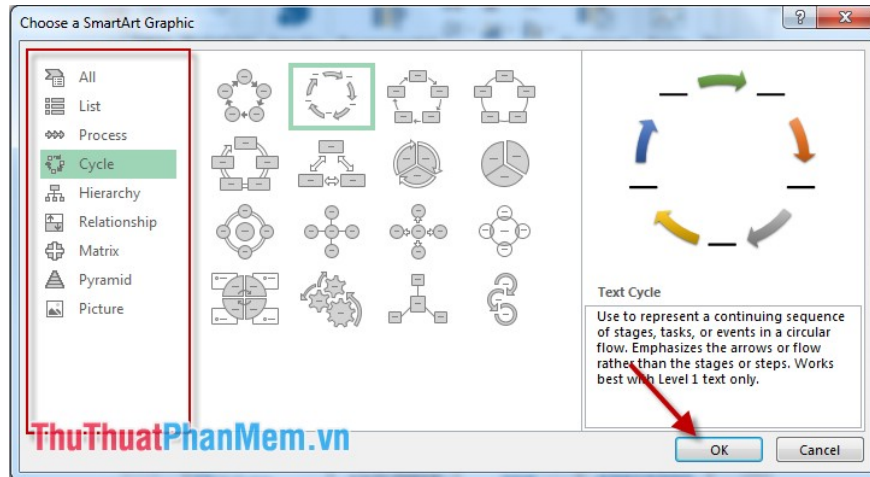 Choose a SmartArt Graphic
All
List
Process
Cycle
Hierarchy
Relationship
Matrix
Pyramid
Picture
Text Cycle
Use to represent a continuing sequence
of stages, tasks, or events in a circular
flow. Emphasizes the arrows or flow
rather than the stages or steps. Works
best with Level 1 text only.
ThuThuatPhanMem.vn
OK
Cancel